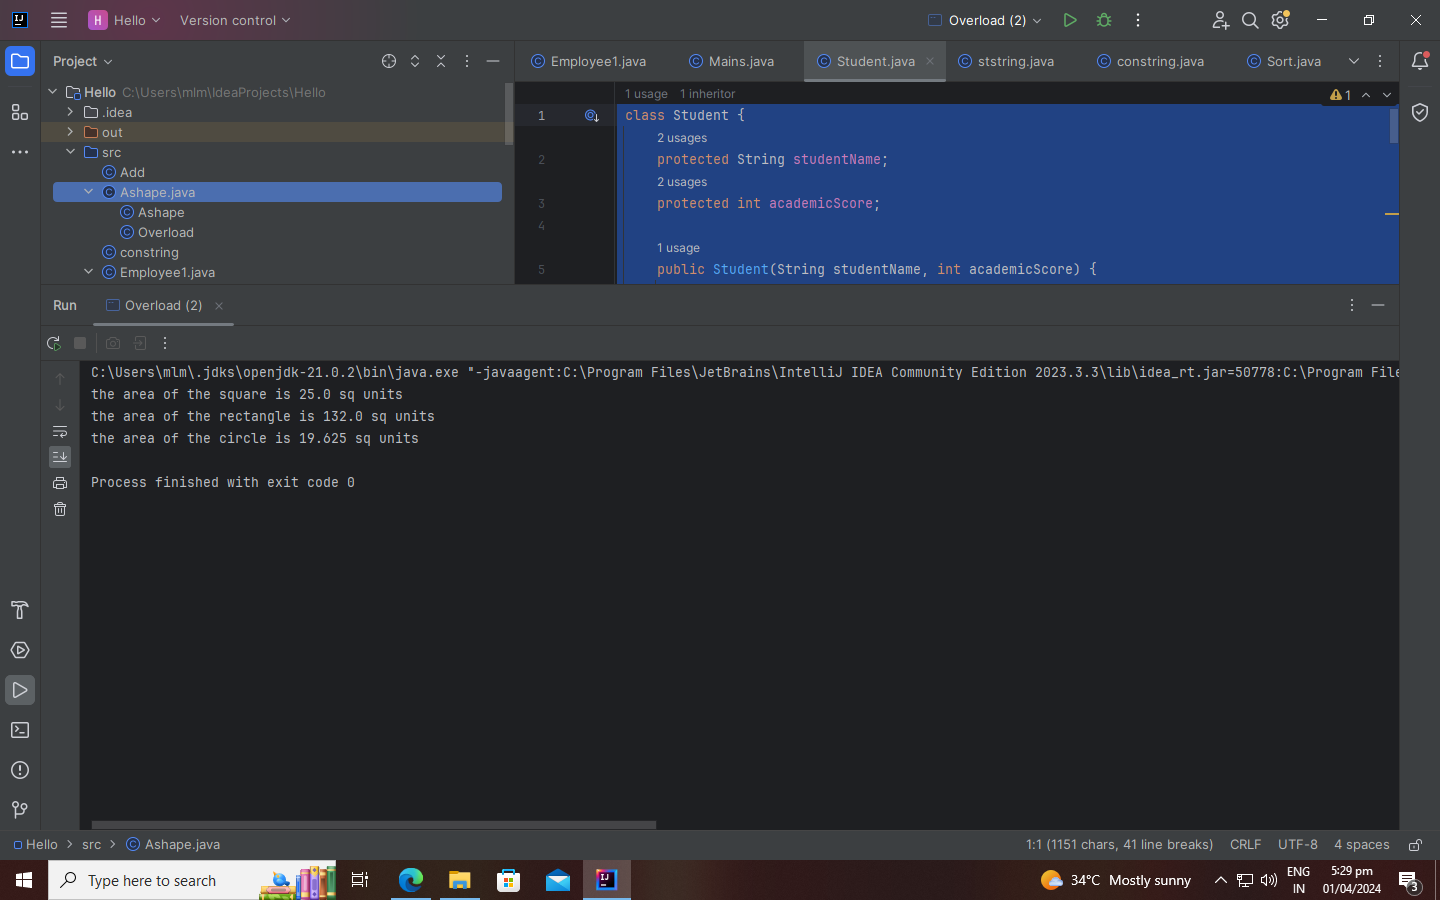 H Hello Version control Overload (2)
Project
Employee1.java Mains.java Student.java ststring.java constring.java Sort.java
Hello C:\Users\mlm\IdeaProjects\Hello
.idea
out
src
Add
Ashape.java
Ashape
Overload
constring
Employee1.java
1 usage 1 inheritor
1
1 class Student {
2 usages
2 protected String studentName;
2 usages
3 protected int academicScore;
4
1 usage
5 public Student(String studentName, int academicScore) {
Run Overload (2)
C:\Users\mlm\.jdks\openjdk-21.0.2\bin\java.exe "-javaagent:C:\Program Files\JetBrains\IntelliJ IDEA Community Edition 2023.3.3\lib\idea_rt.jar=50778:C:\Program File
the area of the square is 25.0 sq units
the area of the rectangle is 132.0 sq units
the area of the circle is 19.625 sq units
Process finished with exit code 0
Hello src Ashape.java 1:1 (1151 chars, 41 line breaks) CRLF UTF-8 4 spaces
Type here to search 34°C Mostly sunny ENG IN 5:29 pm 01/04/2024 3